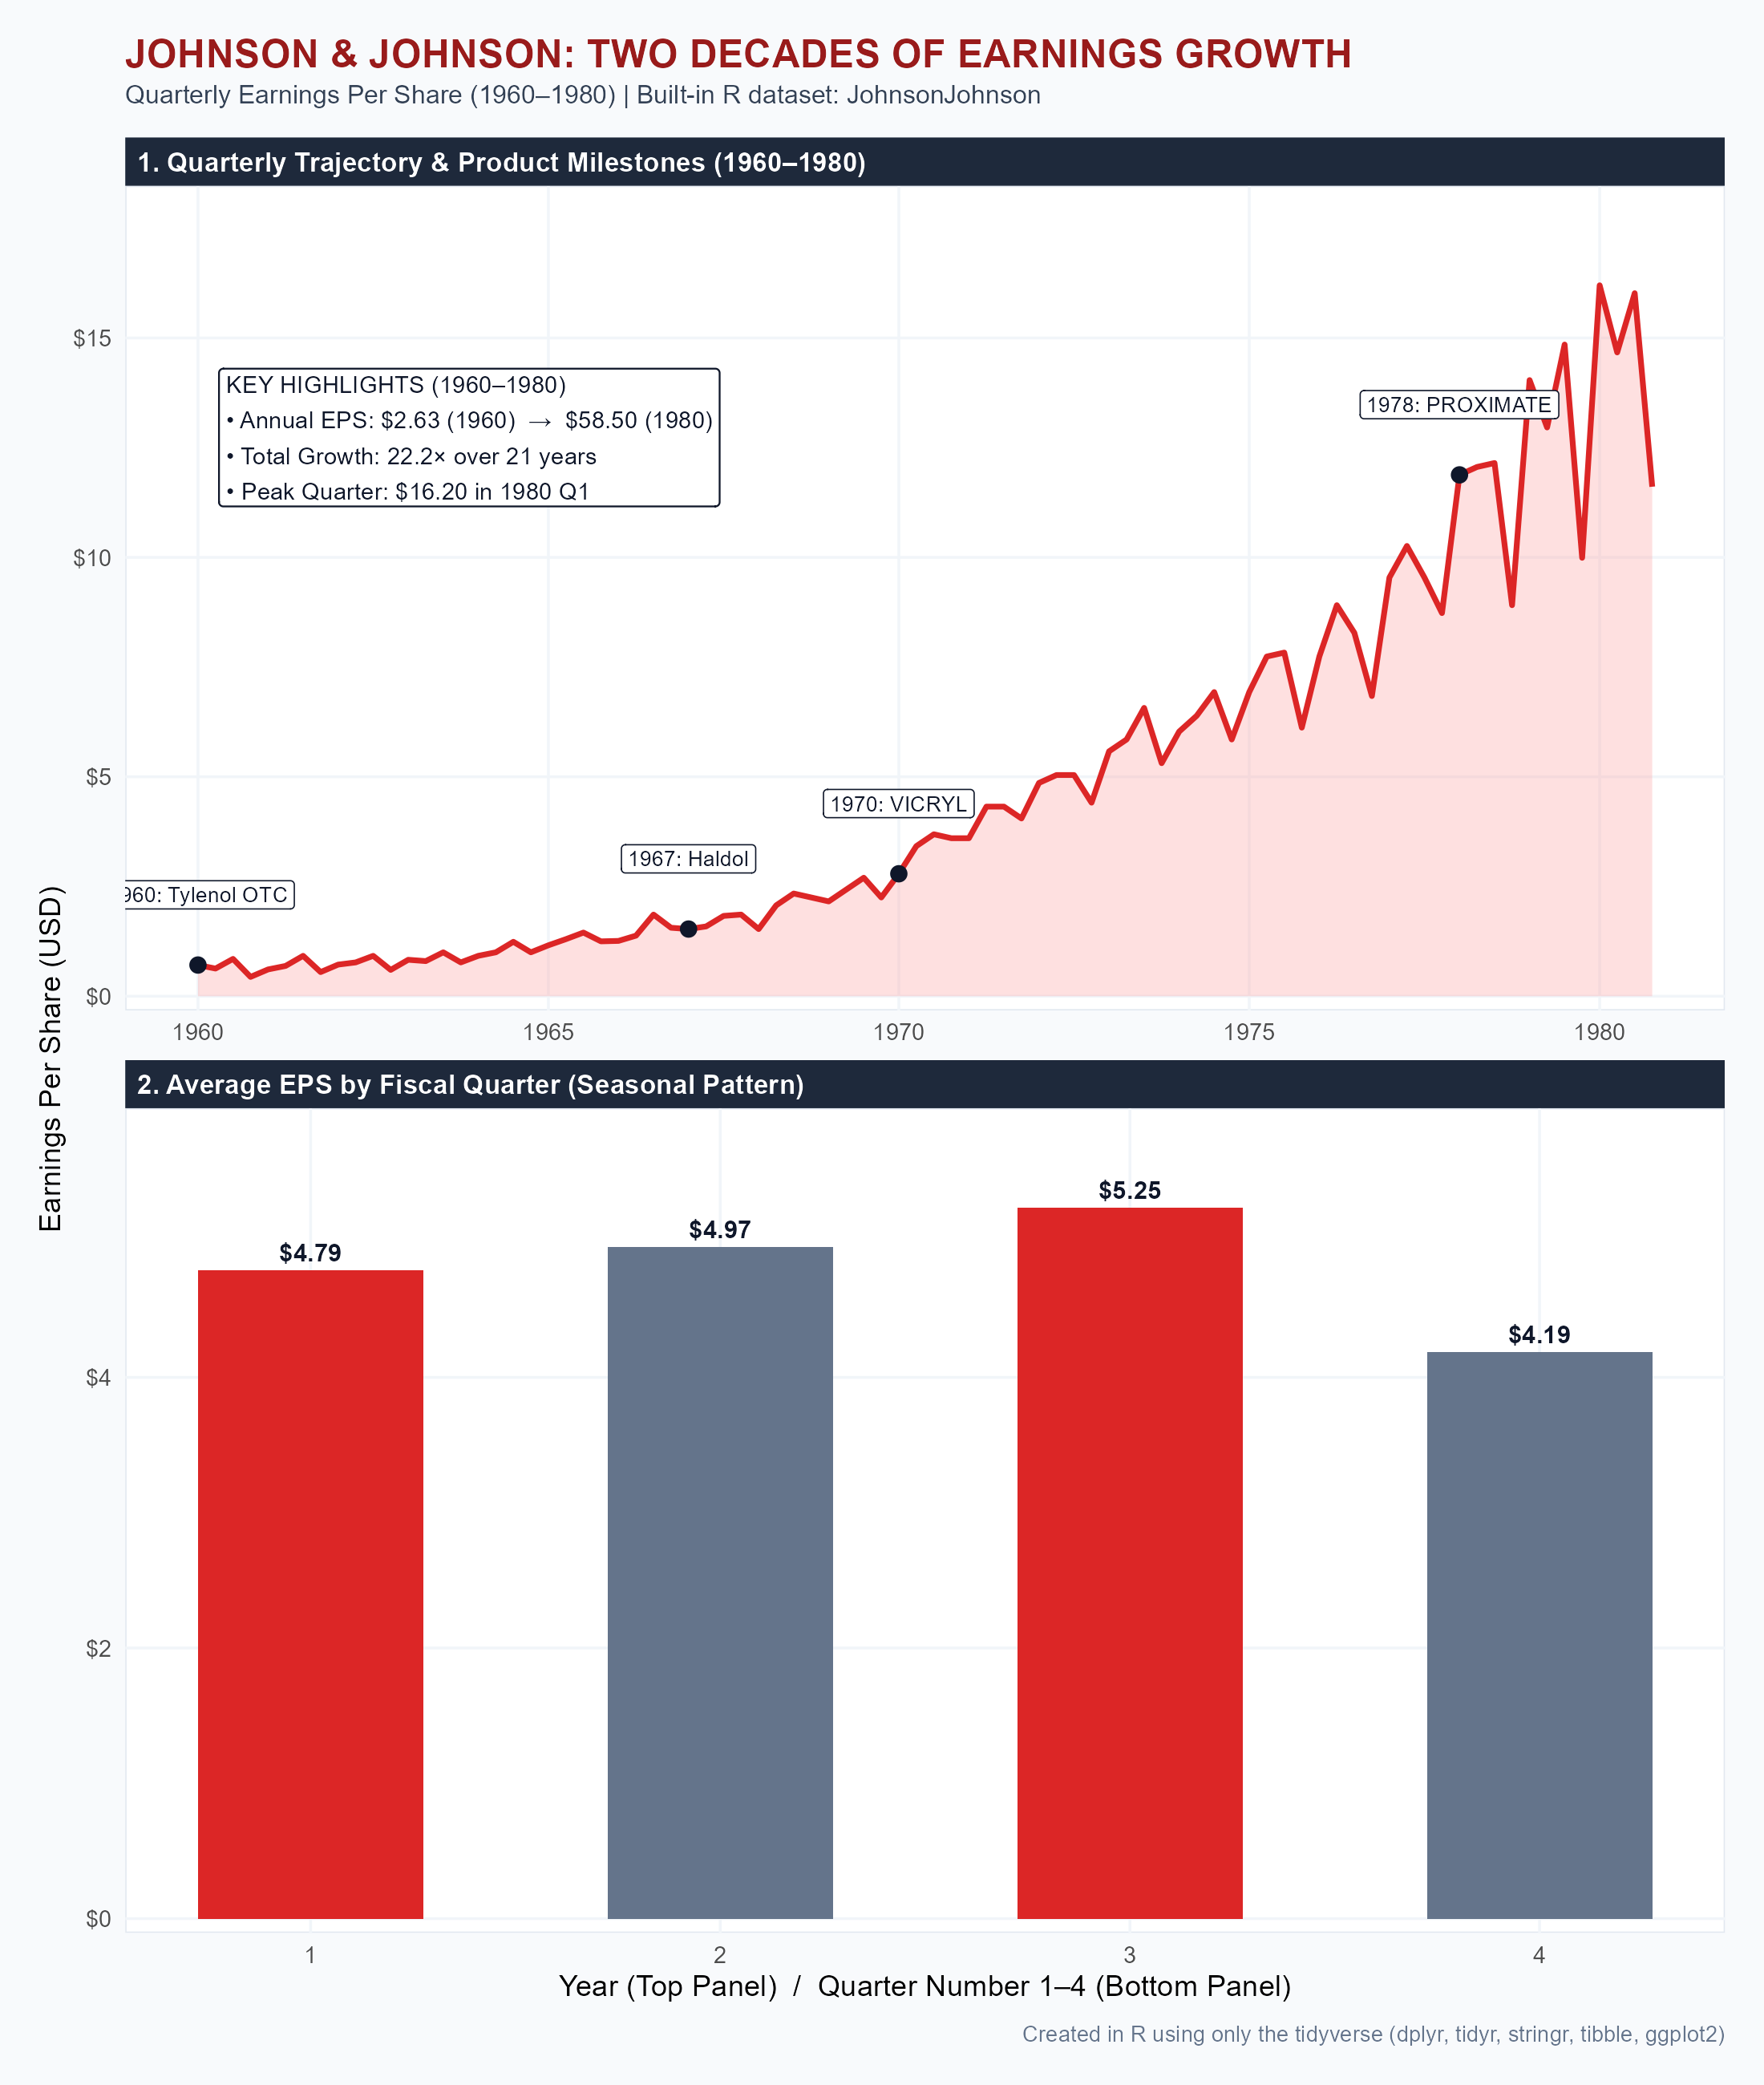 JOHNSON & JOHNSON: TWO DECADES OF EARNINGS GROWTH
Quarterly Earnings Per Share (1960–1980) | Built-in R dataset: JohnsonJohnson
1. Quarterly Trajectory & Product Milestones (1960–1980)
$15
$10
$5
$0
KEY HIGHLIGHTS (1960–1980)
• Annual EPS: $2.63 (1960) → $58.50 (1980)
• Total Growth: 22.2× over 21 years
• Peak Quarter: $16.20 in 1980 Q1
1978: PROXIMATE
1970: VICRYL
1967: Haldol
960: Tylenol OTC
1960 1965 1970 1975 1980
Earnings Per Share (USD)
2. Average EPS by Fiscal Quarter (Seasonal Pattern)
$4
$2
$0
$4.79
$4.97
$5.25
$4.19
1 2 3 4
Year (Top Panel) / Quarter Number 1–4 (Bottom Panel)
Created in R using only the tidyverse (dplyr, tidyr, stringr, tibble, ggplot2)